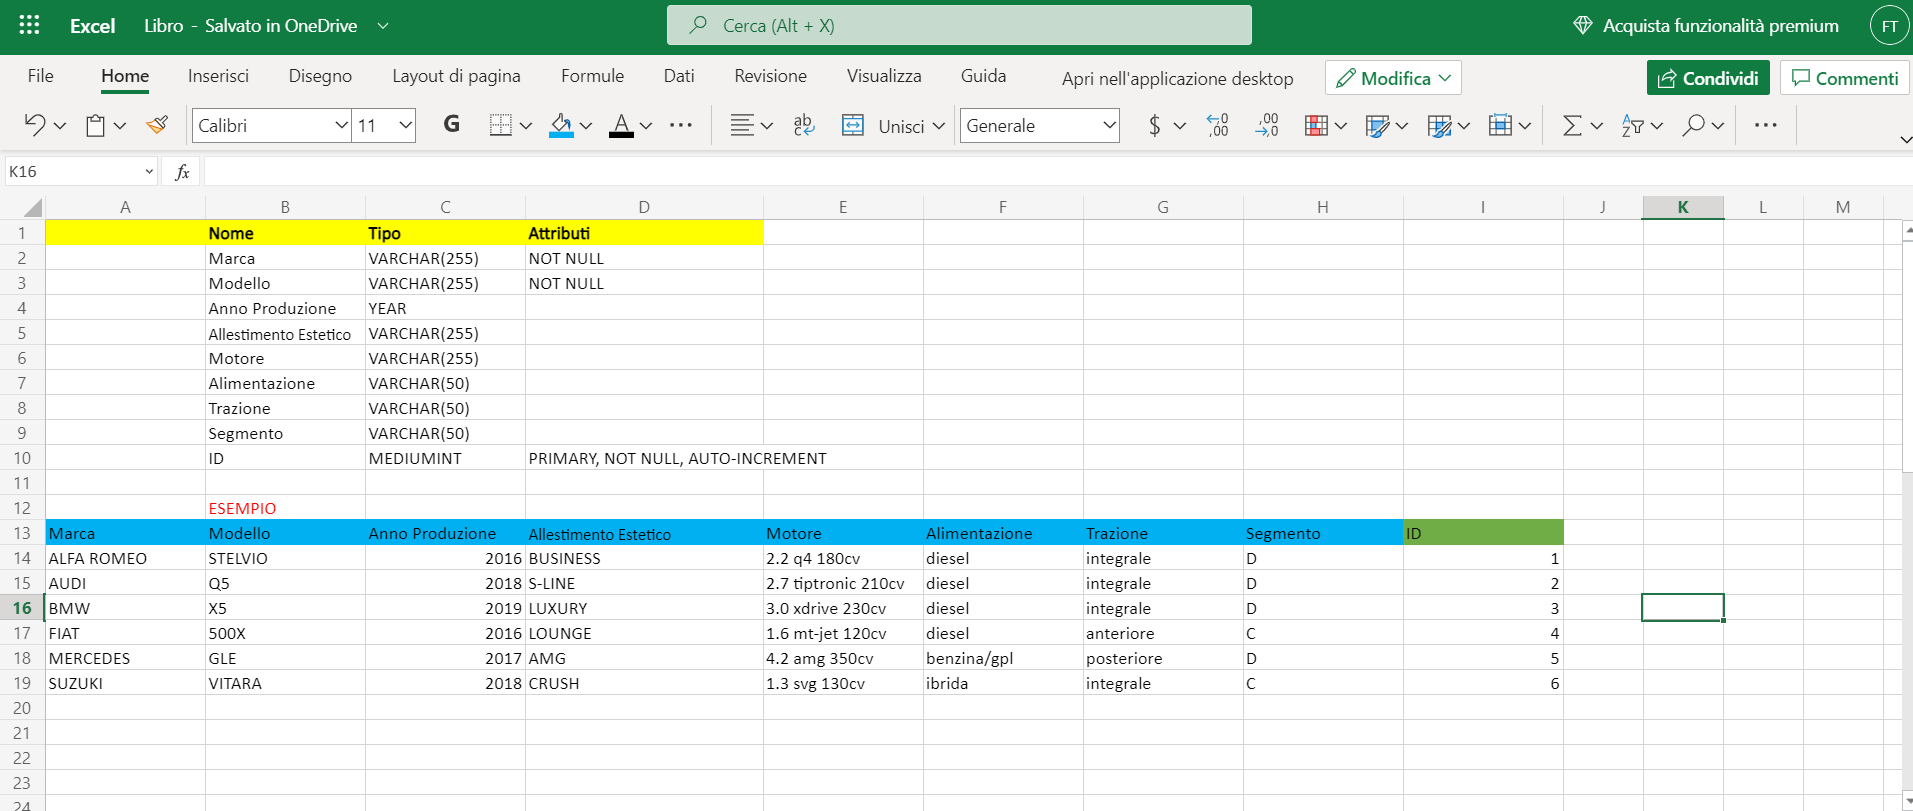 Excel Libro - Salvato in OneDrive Cerca (Alt + X) Acquista funzionalità premium FT
File Home Inserisci Disegno Layout di pagina Formule Dati Revisione Visualizza Guida Apri nell'applicazione desktop Modifica Condividi Commenti
Calibri 11 G A ab Unisci Generale $ ,00 ,00
K16 fx
A B C D E F G H I J K L M
1 Nome Tipo Attributi
2 Marca VARCHAR(255) NOT NULL
3 Modello VARCHAR(255) NOT NULL
4 Anno Produzione YEAR
5 Allestimento Estetico VARCHAR(255)
6 Motore VARCHAR(255)
7 Alimentazione VARCHAR(50)
8 Trazione VARCHAR(50)
9 Segmento VARCHAR(50)
10 ID MEDIUMINT PRIMARY, NOT NULL, AUTO-INCREMENT
11
12 ESEMPIO
13 Marca Modello Anno Produzione Allestimento Estetico Motore Alimentazione Trazione Segmento ID
14 ALFA ROMEO STELVIO 2016 BUSINESS 2.2 q4 180cv diesel integrale D 1
15 AUDI Q5 2018 S-LINE 2.7 tiptronic 210cv diesel integrale D 2
16 BMW X5 2019 LUXURY 3.0 xdrive 230cv diesel integrale D 3
17 FIAT 500X 2016 LOUNGE 1.6 mt-jet 120cv diesel anteriore C 4
18 MERCEDES GLE 2017 AMG 4.2 amg 350cv benzina/gpl posteriore D 5
19 SUZUKI VITARA 2018 CRUSH 1.3 svg 130cv ibrida integrale C 6
20
21
22
23
24